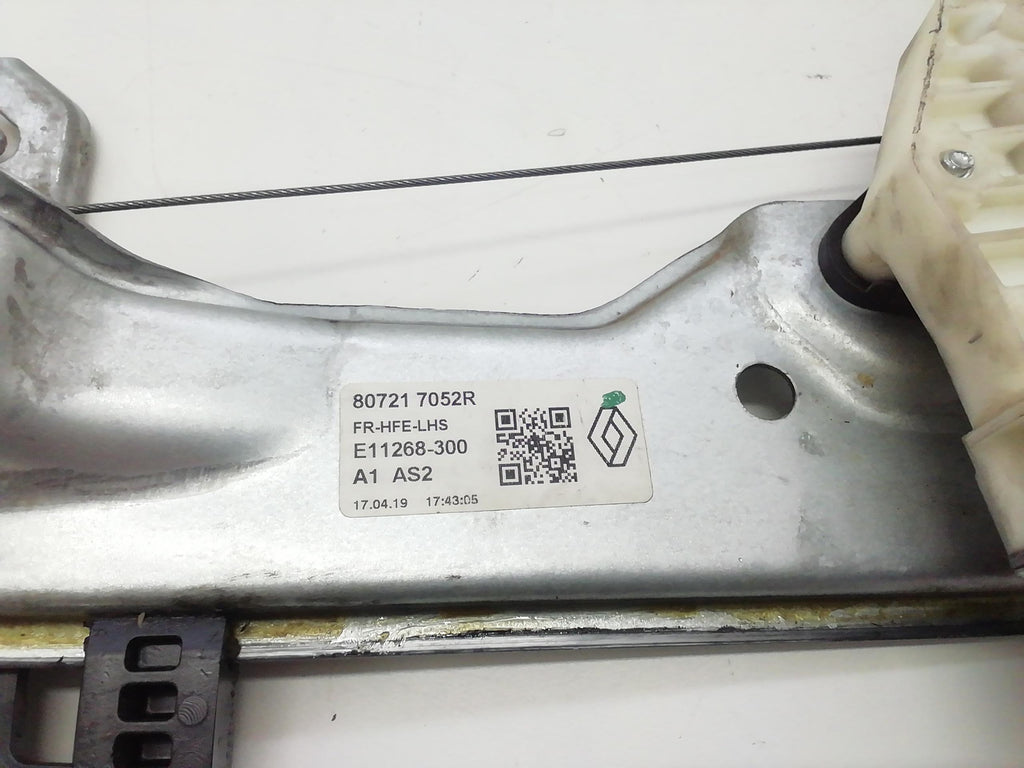 80721 7052R
FR-HFE-LHS
E11268-300
A1 AS2
17.04.19 17:43:05